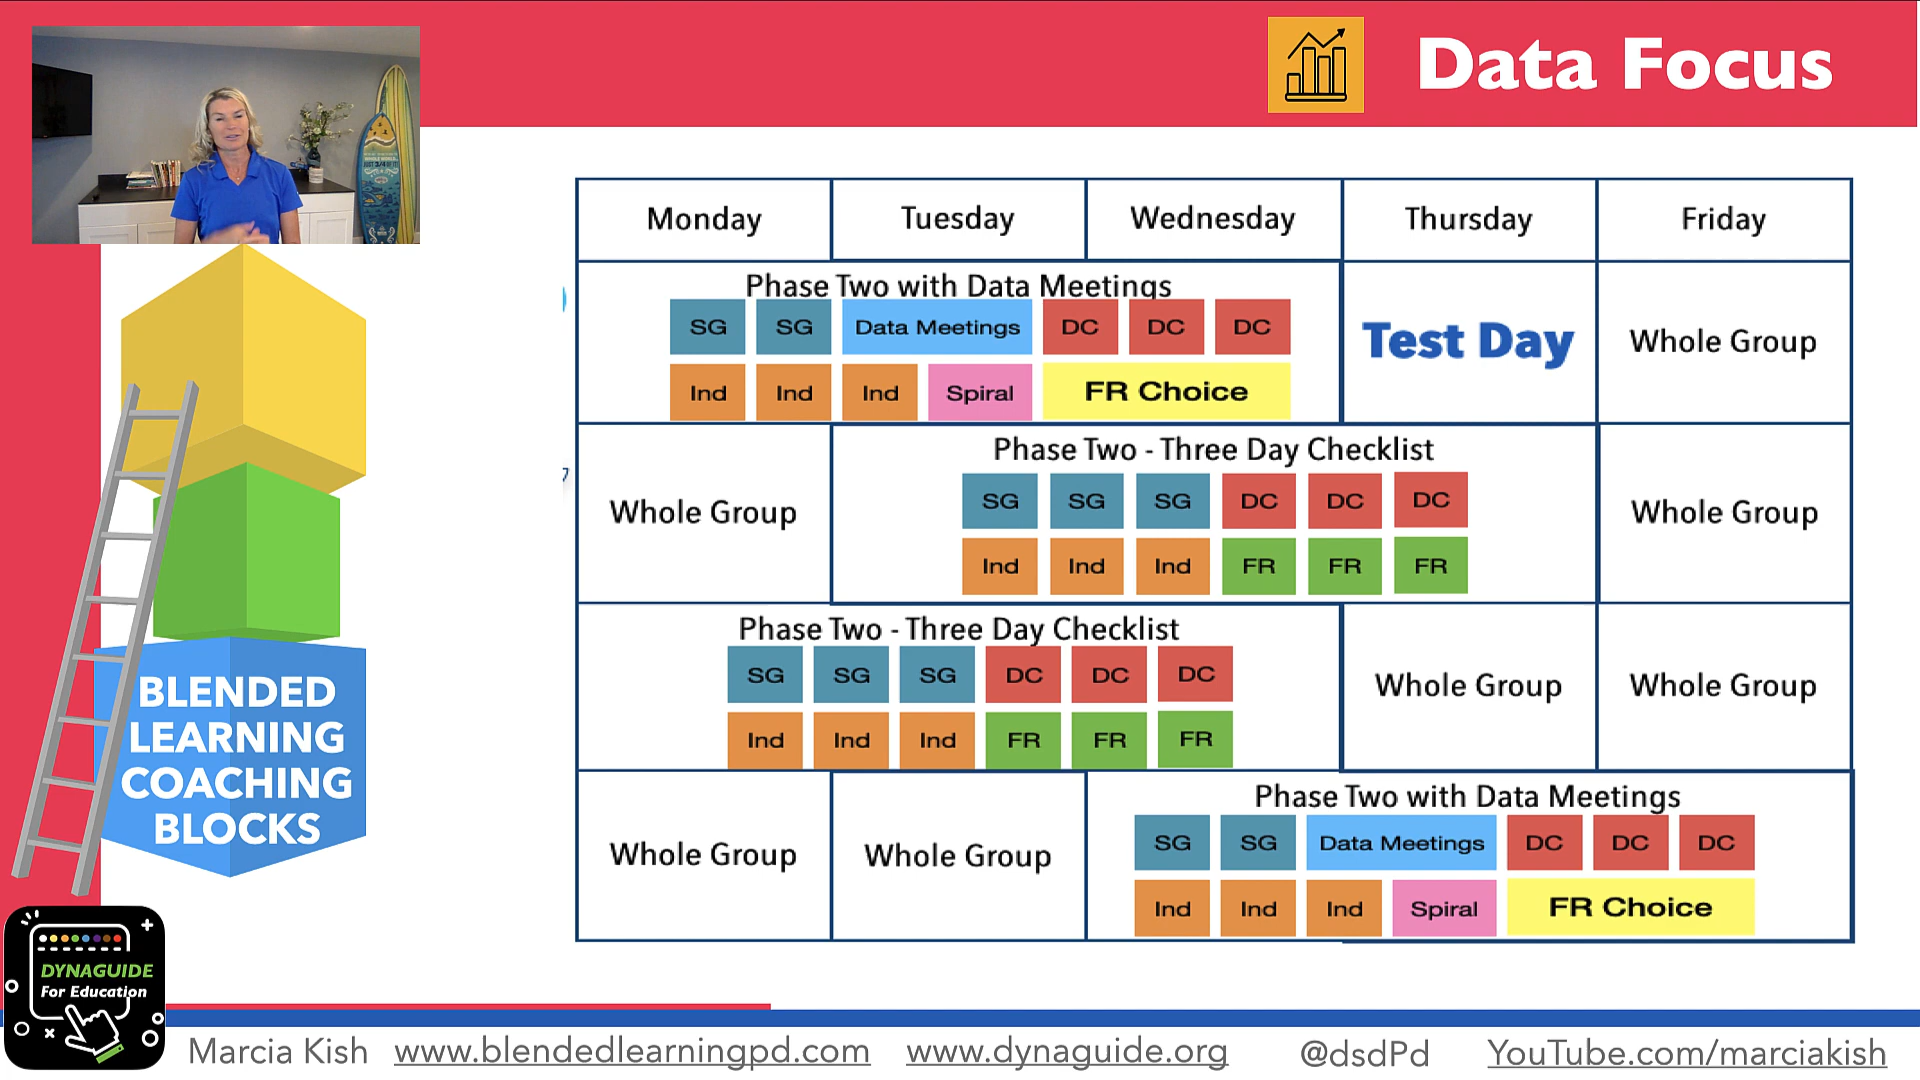 Data Focus
Monday
Tuesday
Wednesday
Thursday
Friday
Phase Two with Data Meetings
SG SG Data Meetings DC DC DC
Ind Ind Ind Spiral FR Choice
Test Day
Whole Group
Whole Group
Phase Two - Three Day Checklist
SG SG SG DC DC DC
Ind Ind Ind FR FR FR
Whole Group
Phase Two - Three Day Checklist
SG SG SG DC DC DC
Ind Ind Ind FR FR FR
Whole Group
Whole Group
Whole Group
Whole Group
Phase Two with Data Meetings
SG SG Data Meetings DC DC DC
Ind Ind Ind Spiral FR Choice
BLENDED
LEARNING
COACHING
BLOCKS
DYNAGUIDE
For Education
Marcia Kish www.blendedlearningpd.com www.dynaguide.org @dsdPd YouTube.com/marciakish